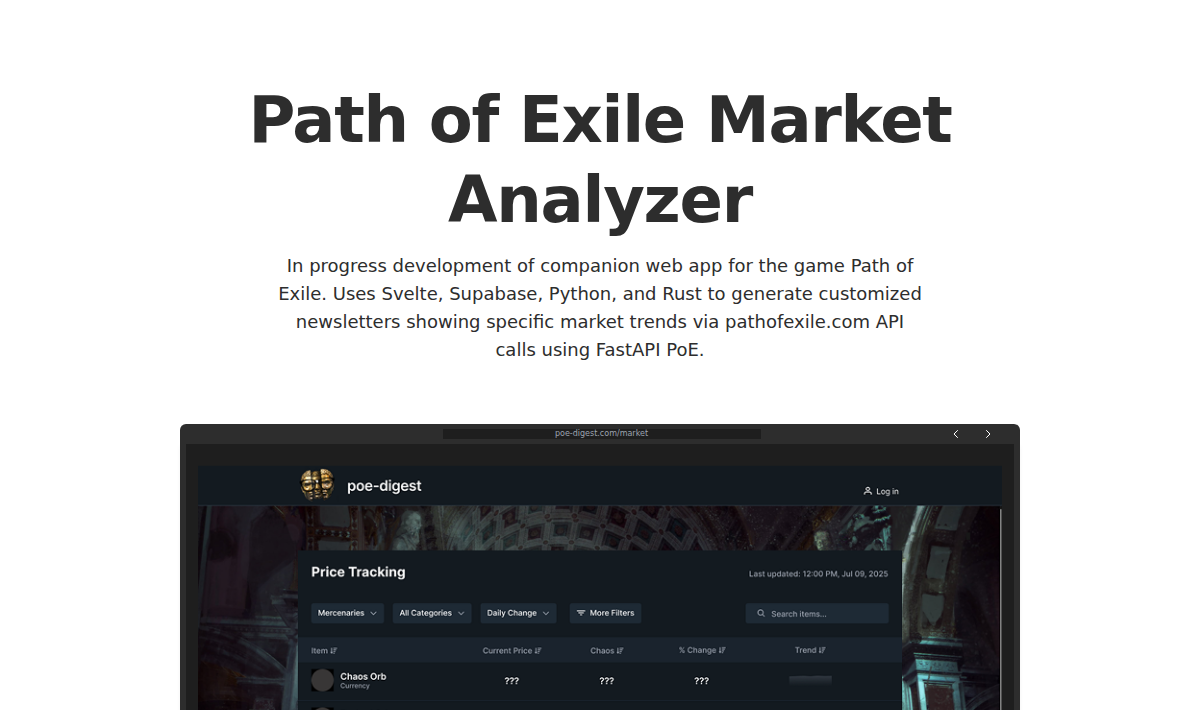 Path of Exile Market
Analyzer
In progress development of companion web app for the game Path of
Exile. Uses Svelte, Supabase, Python, and Rust to generate customized
newsletters showing specific market trends via pathofexile.com API
calls using FastAPI PoE.
poe-digest.com/market
poe-digest
Log in
Price Tracking
Last updated: 12:00 PM, Jul 09, 2025
Mercenaries All Categories Daily Change More Filters Search items...
Item Current Price Chaos % Change Trend
Chaos Orb
Currency
??? ??? ???